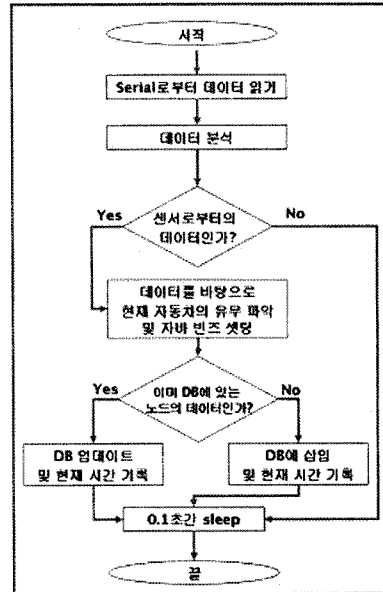 시작
Serial로부터 데이터 읽기
데이터 분석
Yes
센서로부터의
데이터인가?
No
데이터를 바탕으로
현재 자동차의 유무 파악
및 자바 빈즈 셋팅
Yes
이미 DB에 있는
노드의 데이터인가?
No
DB 업데이트
및 현재 시간 기록
DB에 삽입
및 현재 시간 기록
0.1초간 sleep
끝